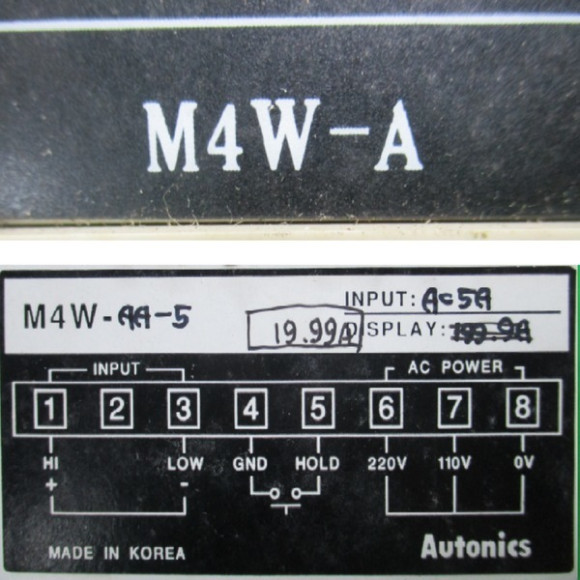 M4W-A
M4W-AA-5
INPUT: AC5A
19.99A
DISPLAY: 199.9A
INPUT
AC POWER
1 2 3 4 5 6 7 8
HI LOW GND HOLD 220V 110V 0V
+ -
MADE IN KOREA
Autonics